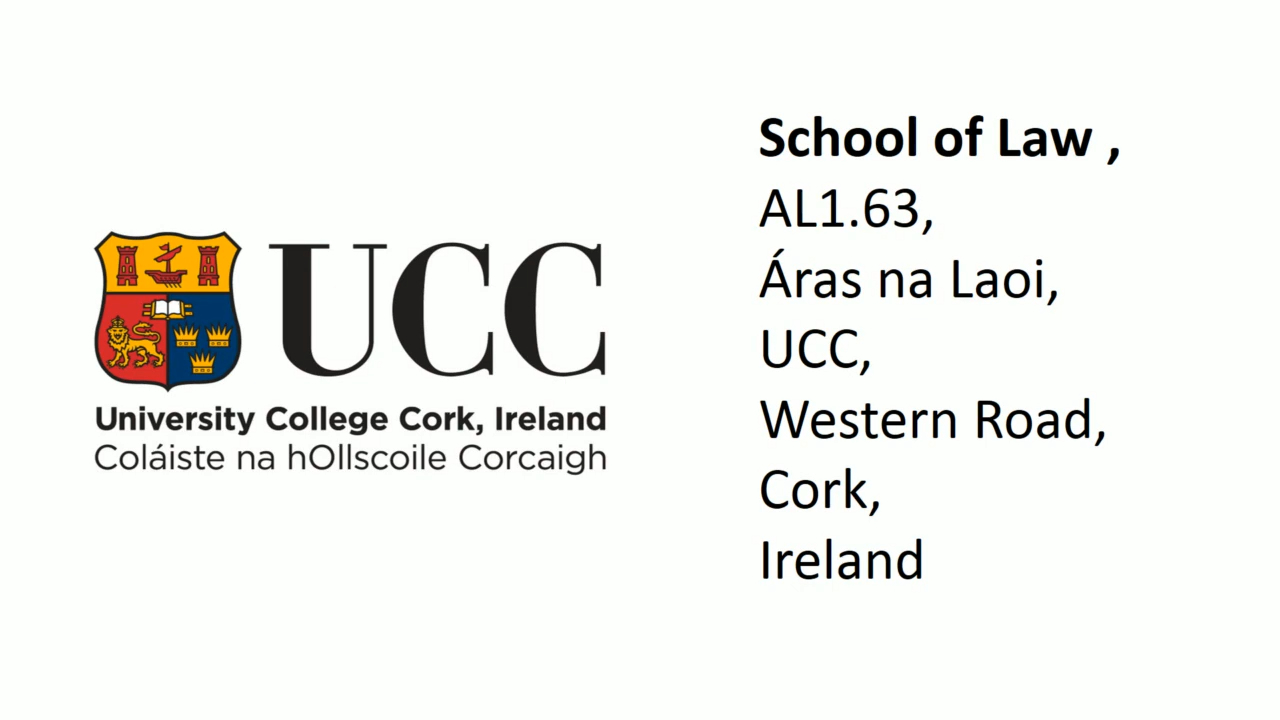 UCC
University College Cork, Ireland
Coláiste na hOllscoile Corcaigh
School of Law ,
AL1.63,
Áras na Laoi,
UCC,
Western Road,
Cork,
Ireland